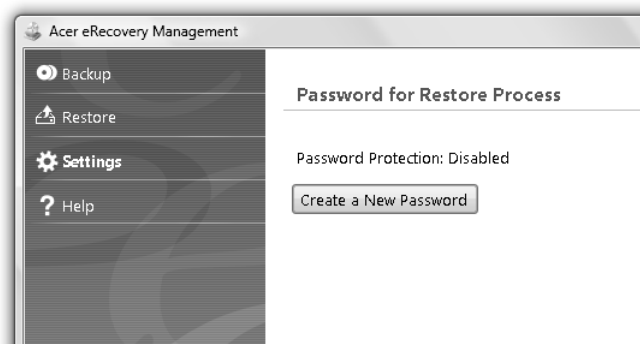 Acer eRecovery Management
Backup
Restore
Settings
? Help
Password for Restore Process
Password Protection: Disabled
Create a New Password